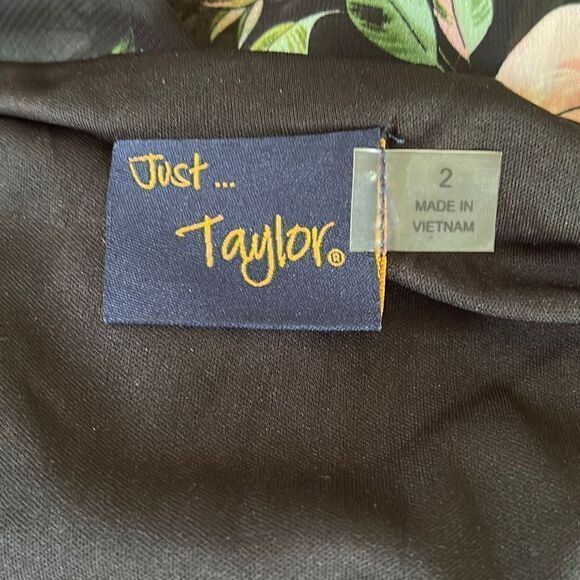 Just ...
Taylor®
2
MADE IN
VIETNAM